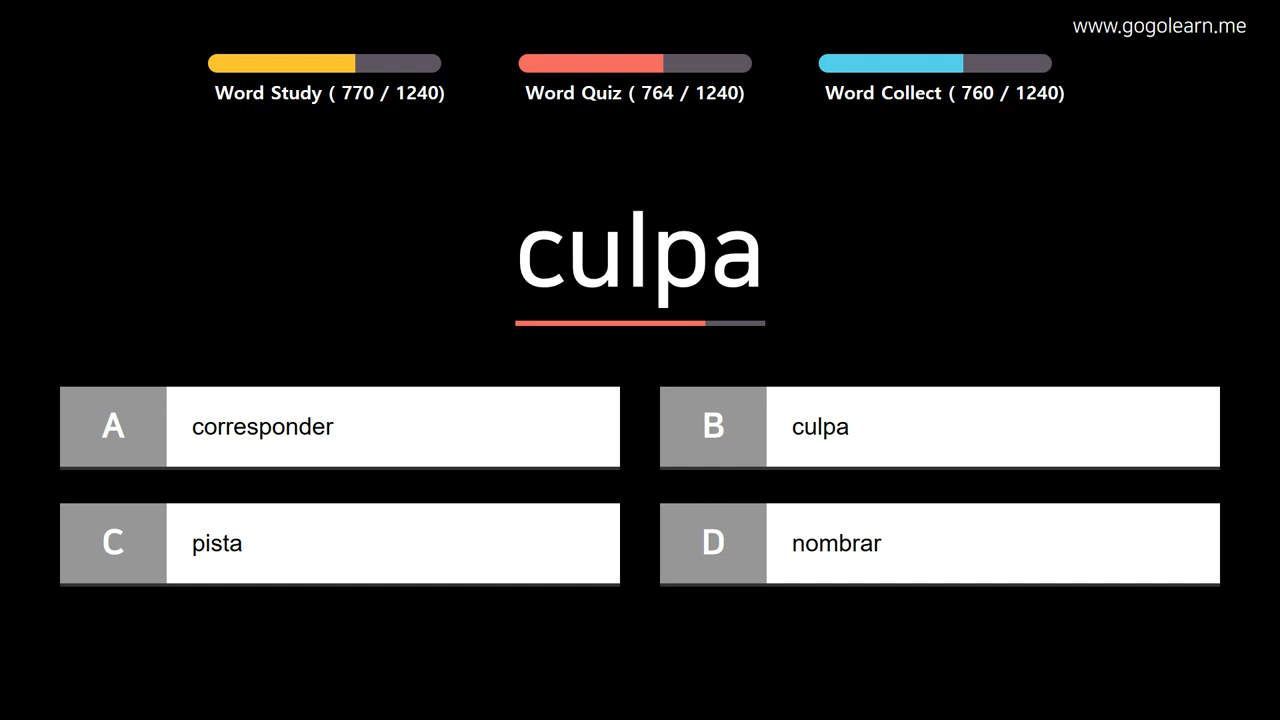 www.gogolearn.me
Word Study ( 770 / 1240)
Word Quiz ( 764 / 1240)
Word Collect ( 760 / 1240)
culpa
A corresponder
B culpa
C pista
D nombrar